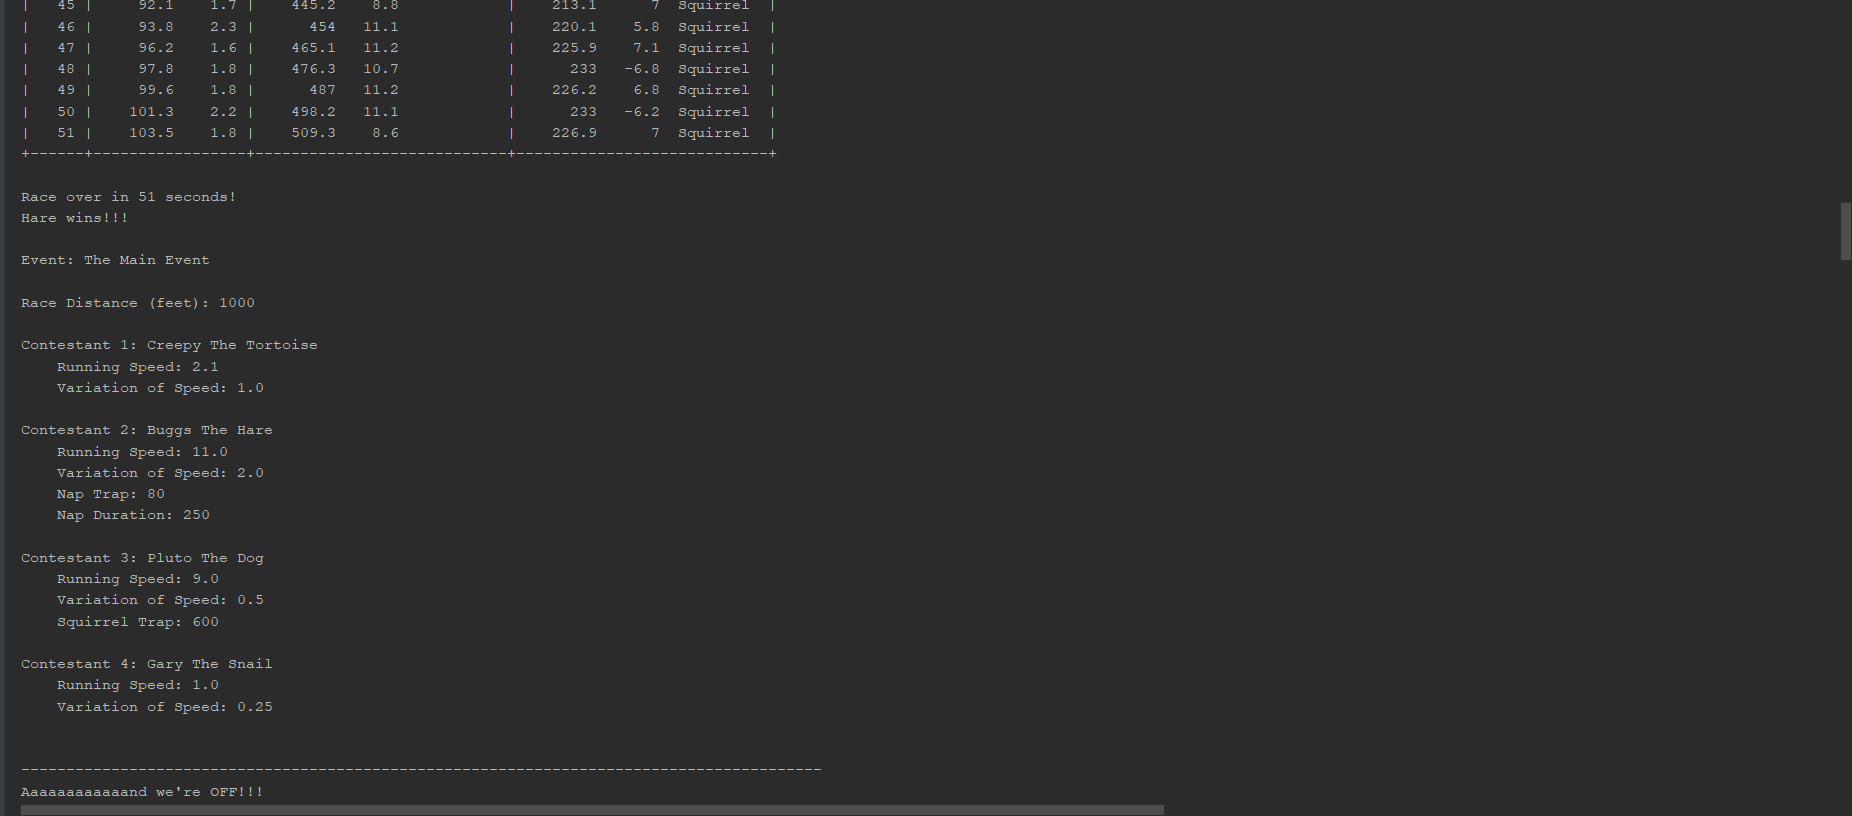 |   45 |     92.1    1.7 |    445.2    8.8            |    213.1      7  Squirrel  |
|   46 |     93.8    2.3 |      454   11.1            |    220.1    5.8  Squirrel  |
|   47 |     96.2    1.6 |    465.1   11.2            |    225.9    7.1  Squirrel  |
|   48 |     97.8    1.8 |    476.3   10.7            |      233   -6.8  Squirrel  |
|   49 |     99.6    1.8 |      487   11.2            |    226.2    6.8  Squirrel  |
|   50 |    101.3    2.2 |    498.2   11.1            |      233   -6.2  Squirrel  |
|   51 |    103.5    1.8 |    509.3    8.6            |    226.9      7  Squirrel  |
+------+-----------------+----------------------------+----------------------------+
Race over in 51 seconds!
Hare wins!!!
Event: The Main Event
Race Distance (feet): 1000
Contestant 1: Creepy The Tortoise
    Running Speed: 2.1
    Variation of Speed: 1.0
Contestant 2: Buggs The Hare
    Running Speed: 11.0
    Variation of Speed: 2.0
    Nap Trap: 80
    Nap Duration: 250
Contestant 3: Pluto The Dog
    Running Speed: 9.0
    Variation of Speed: 0.5
    Squirrel Trap: 600
Contestant 4: Gary The Snail
    Running Speed: 1.0
    Variation of Speed: 0.25
-----------------------------------------------------------------------------------------
Aaaaaaaaaaaand we're OFF!!!